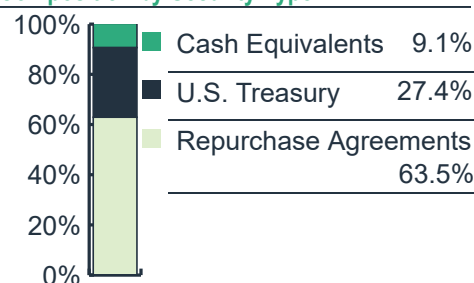 100%
Cash Equivalents 9.1%
80%
U.S. Treasury 27.4%
60%
Repurchase Agreements
63.5%
40%
20%
0%